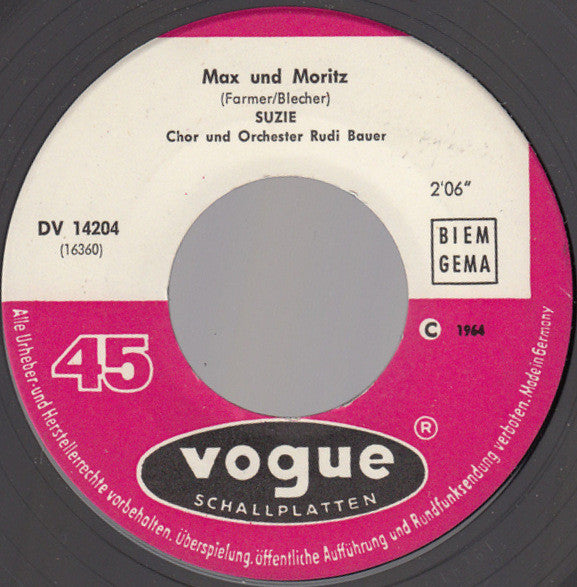 Max und Moritz
(Farmer/Blecher)
SUZIE
Chor und Orchester Rudi Bauer
2'06"
DV 14204
(16360)
BIEM
GEMA
45
C 1964
vogue ®
SCHALLPLATTEN
Alle Urheber- und Herstellerrechte vorbehalten. Überspielung, öffentliche Aufführung und Rundfunksendung verboten. Made in Germany